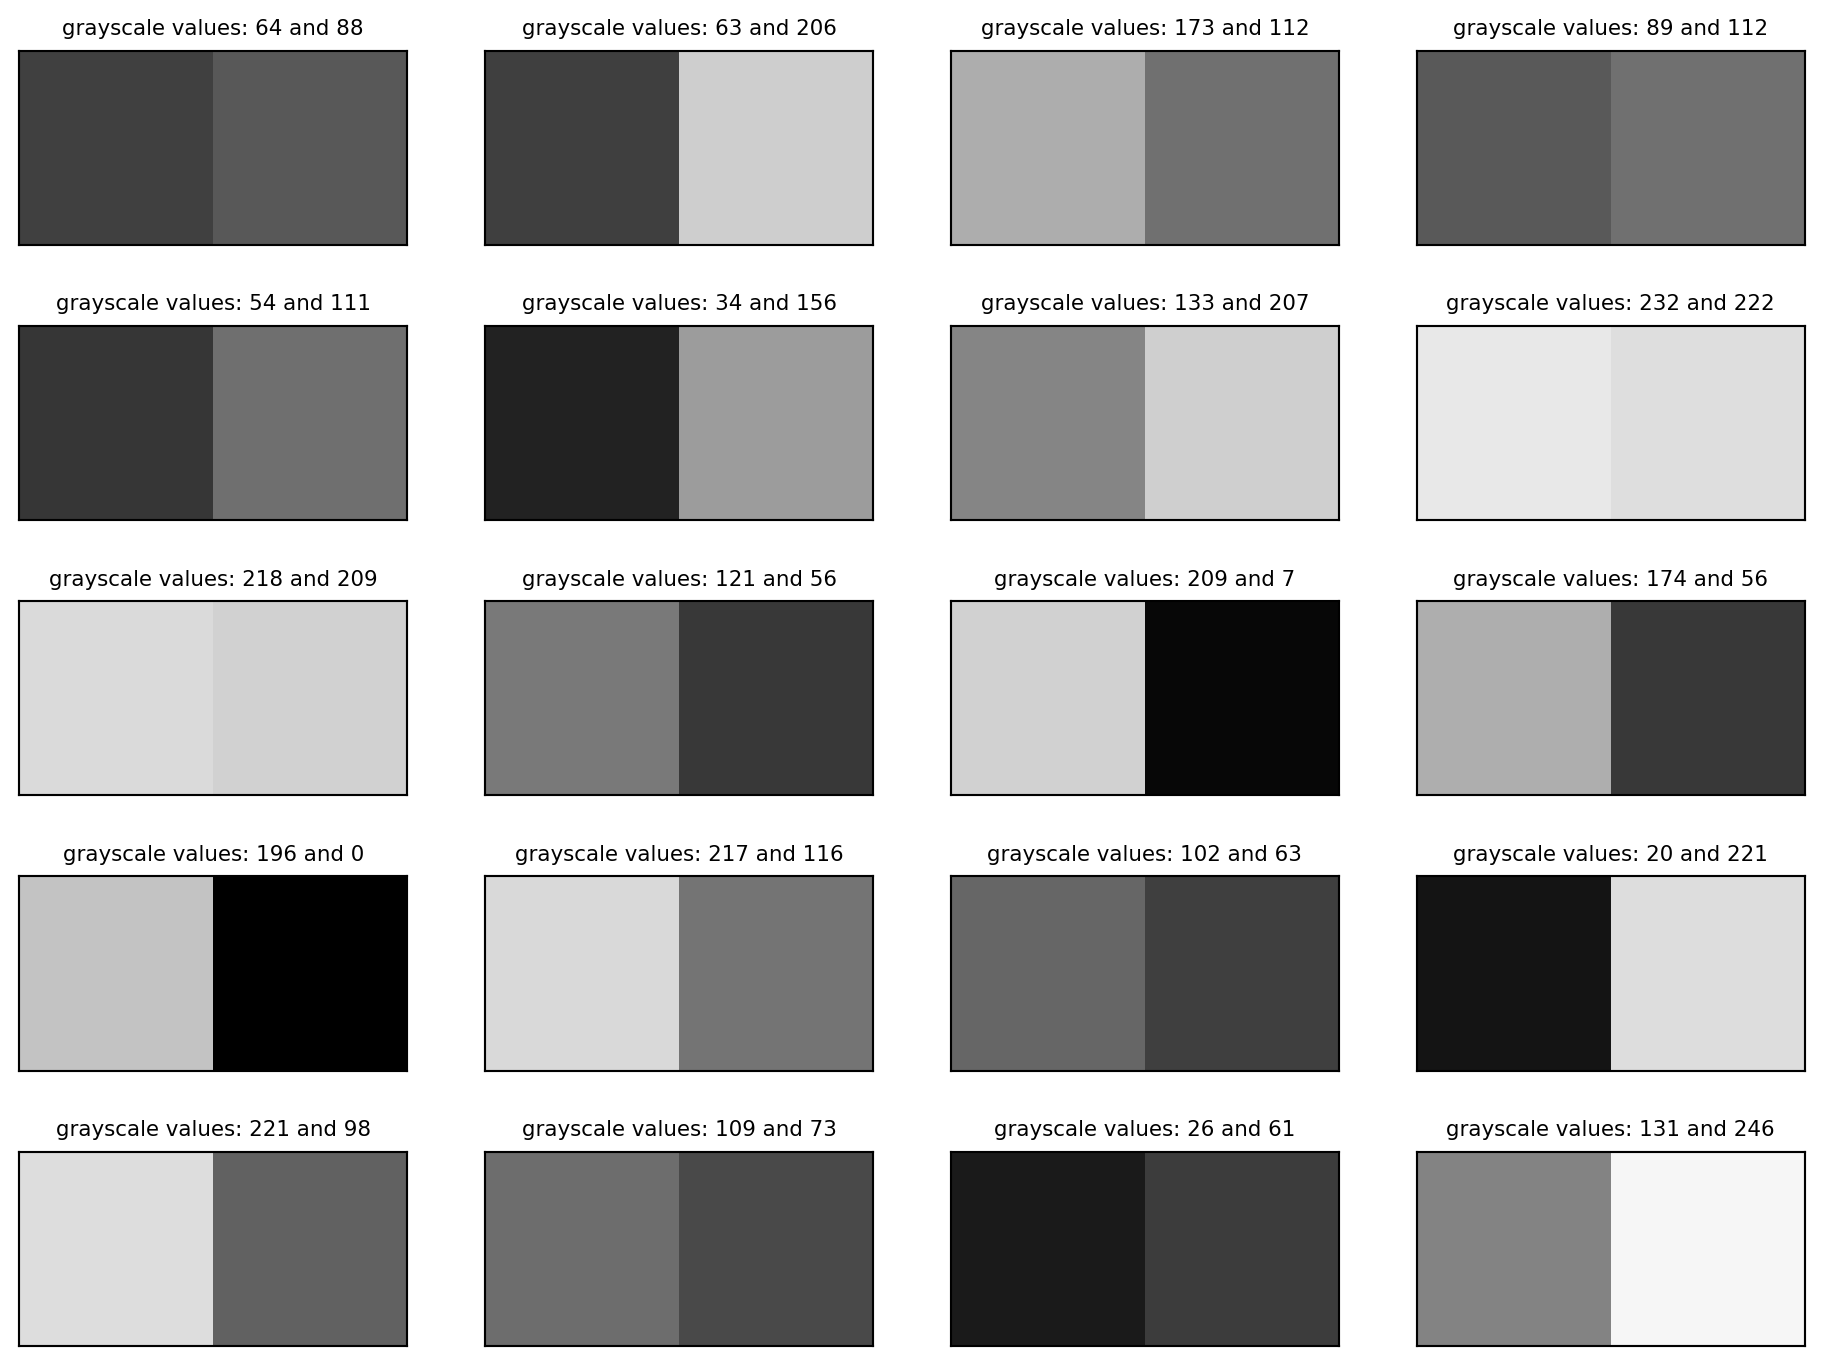 grayscale values: 64 and 88
grayscale values: 63 and 206
grayscale values: 173 and 112
grayscale values: 89 and 112
grayscale values: 54 and 111
grayscale values: 34 and 156
grayscale values: 133 and 207
grayscale values: 232 and 222
grayscale values: 218 and 209
grayscale values: 121 and 56
grayscale values: 209 and 7
grayscale values: 174 and 56
grayscale values: 196 and 0
grayscale values: 217 and 116
grayscale values: 102 and 63
grayscale values: 20 and 221
grayscale values: 221 and 98
grayscale values: 109 and 73
grayscale values: 26 and 61
grayscale values: 131 and 246